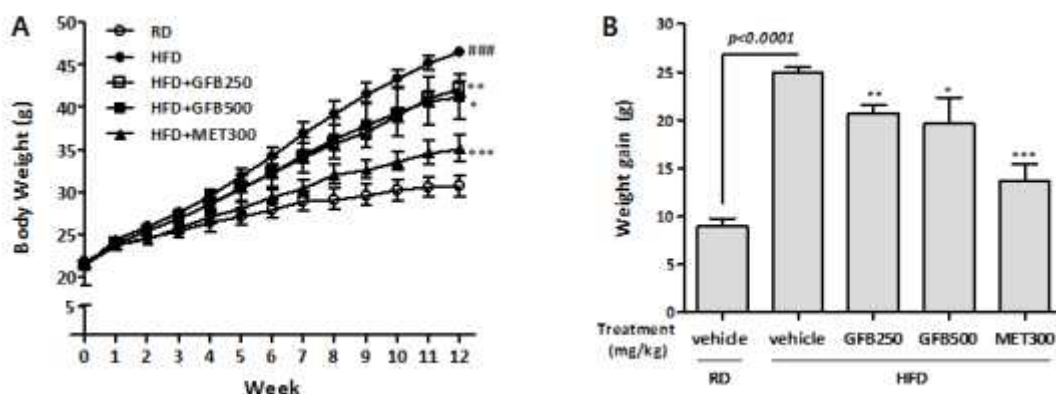 A
50
45
40
35
30
25
20
5
Body Weight (g)
RD
HFD
HFD+GFB250
HFD+GFB500
HFD+MET300
###
**
*
***
0 1 2 3 4 5 6 7 8 9 10 11 12
Week
B
p<0.0001
30
25
20
15
10
5
0
Weight gain (g)
**
*
***
Treatment
(mg/kg)
vehicle vehicle GFB250 GFB500 MET300
RD HFD